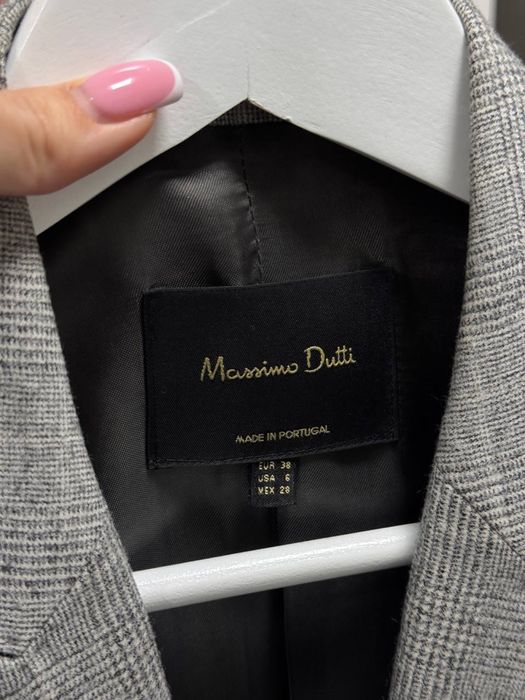 Massimo Dutti
MADE IN PORTUGAL
EUR 38
USA 6
MEX 28